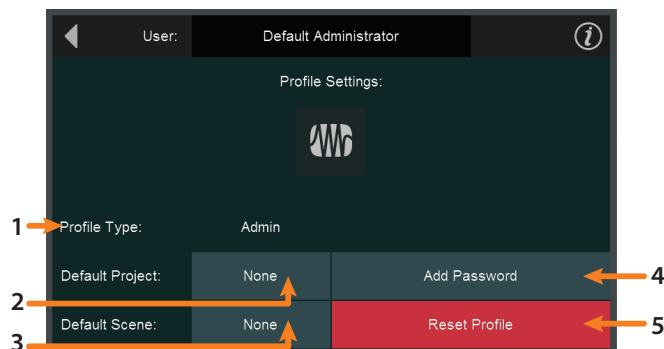 User: Default Administrator
Profile Settings:
1 Profile Type: Admin
Default Project: None Add Password 4
2
Default Scene: None Reset Profile 5
3